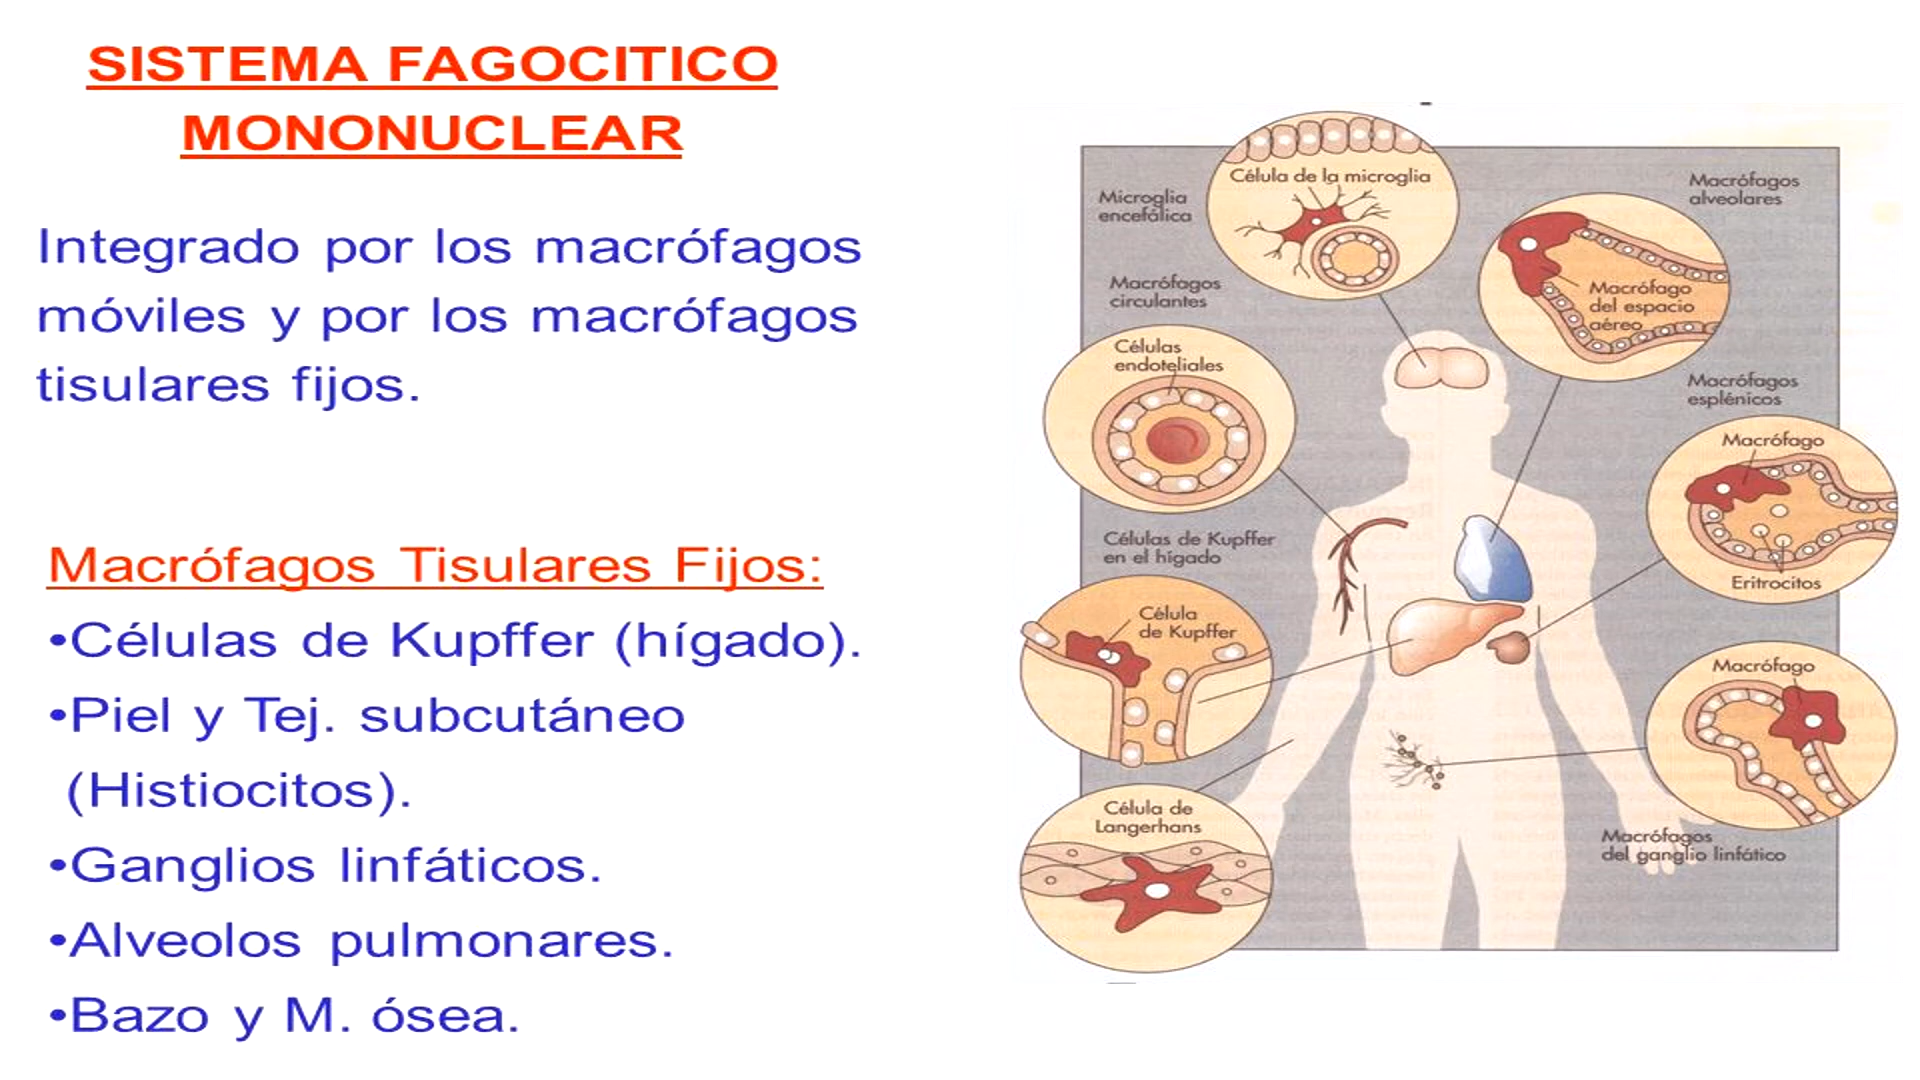 SISTEMA FAGOCITICO
MONONUCLEAR
Integrado por los macrófagos
móviles y por los macrófagos
tisulares fijos.
Macrófagos Tisulares Fijos:
•Células de Kupffer (hígado).
•Piel y Tej. subcutáneo
(Histiocitos).
•Ganglios linfáticos.
•Alveolos pulmonares.
•Bazo y M. ósea.
Célula de la microglia
Microglia
encefálica
Macrófagos
alveolares
Macrófago
del espacio
aéreo
Macrófagos
circulantes
Células
endoteliales
Macrófagos
esplénicos
Macrófago
Eritrocitos
Células de Kupffer
en el hígado
Célula
de Kupffer
Macrófago
Célula de
Langerhans
Macrófagos
del ganglio linfático